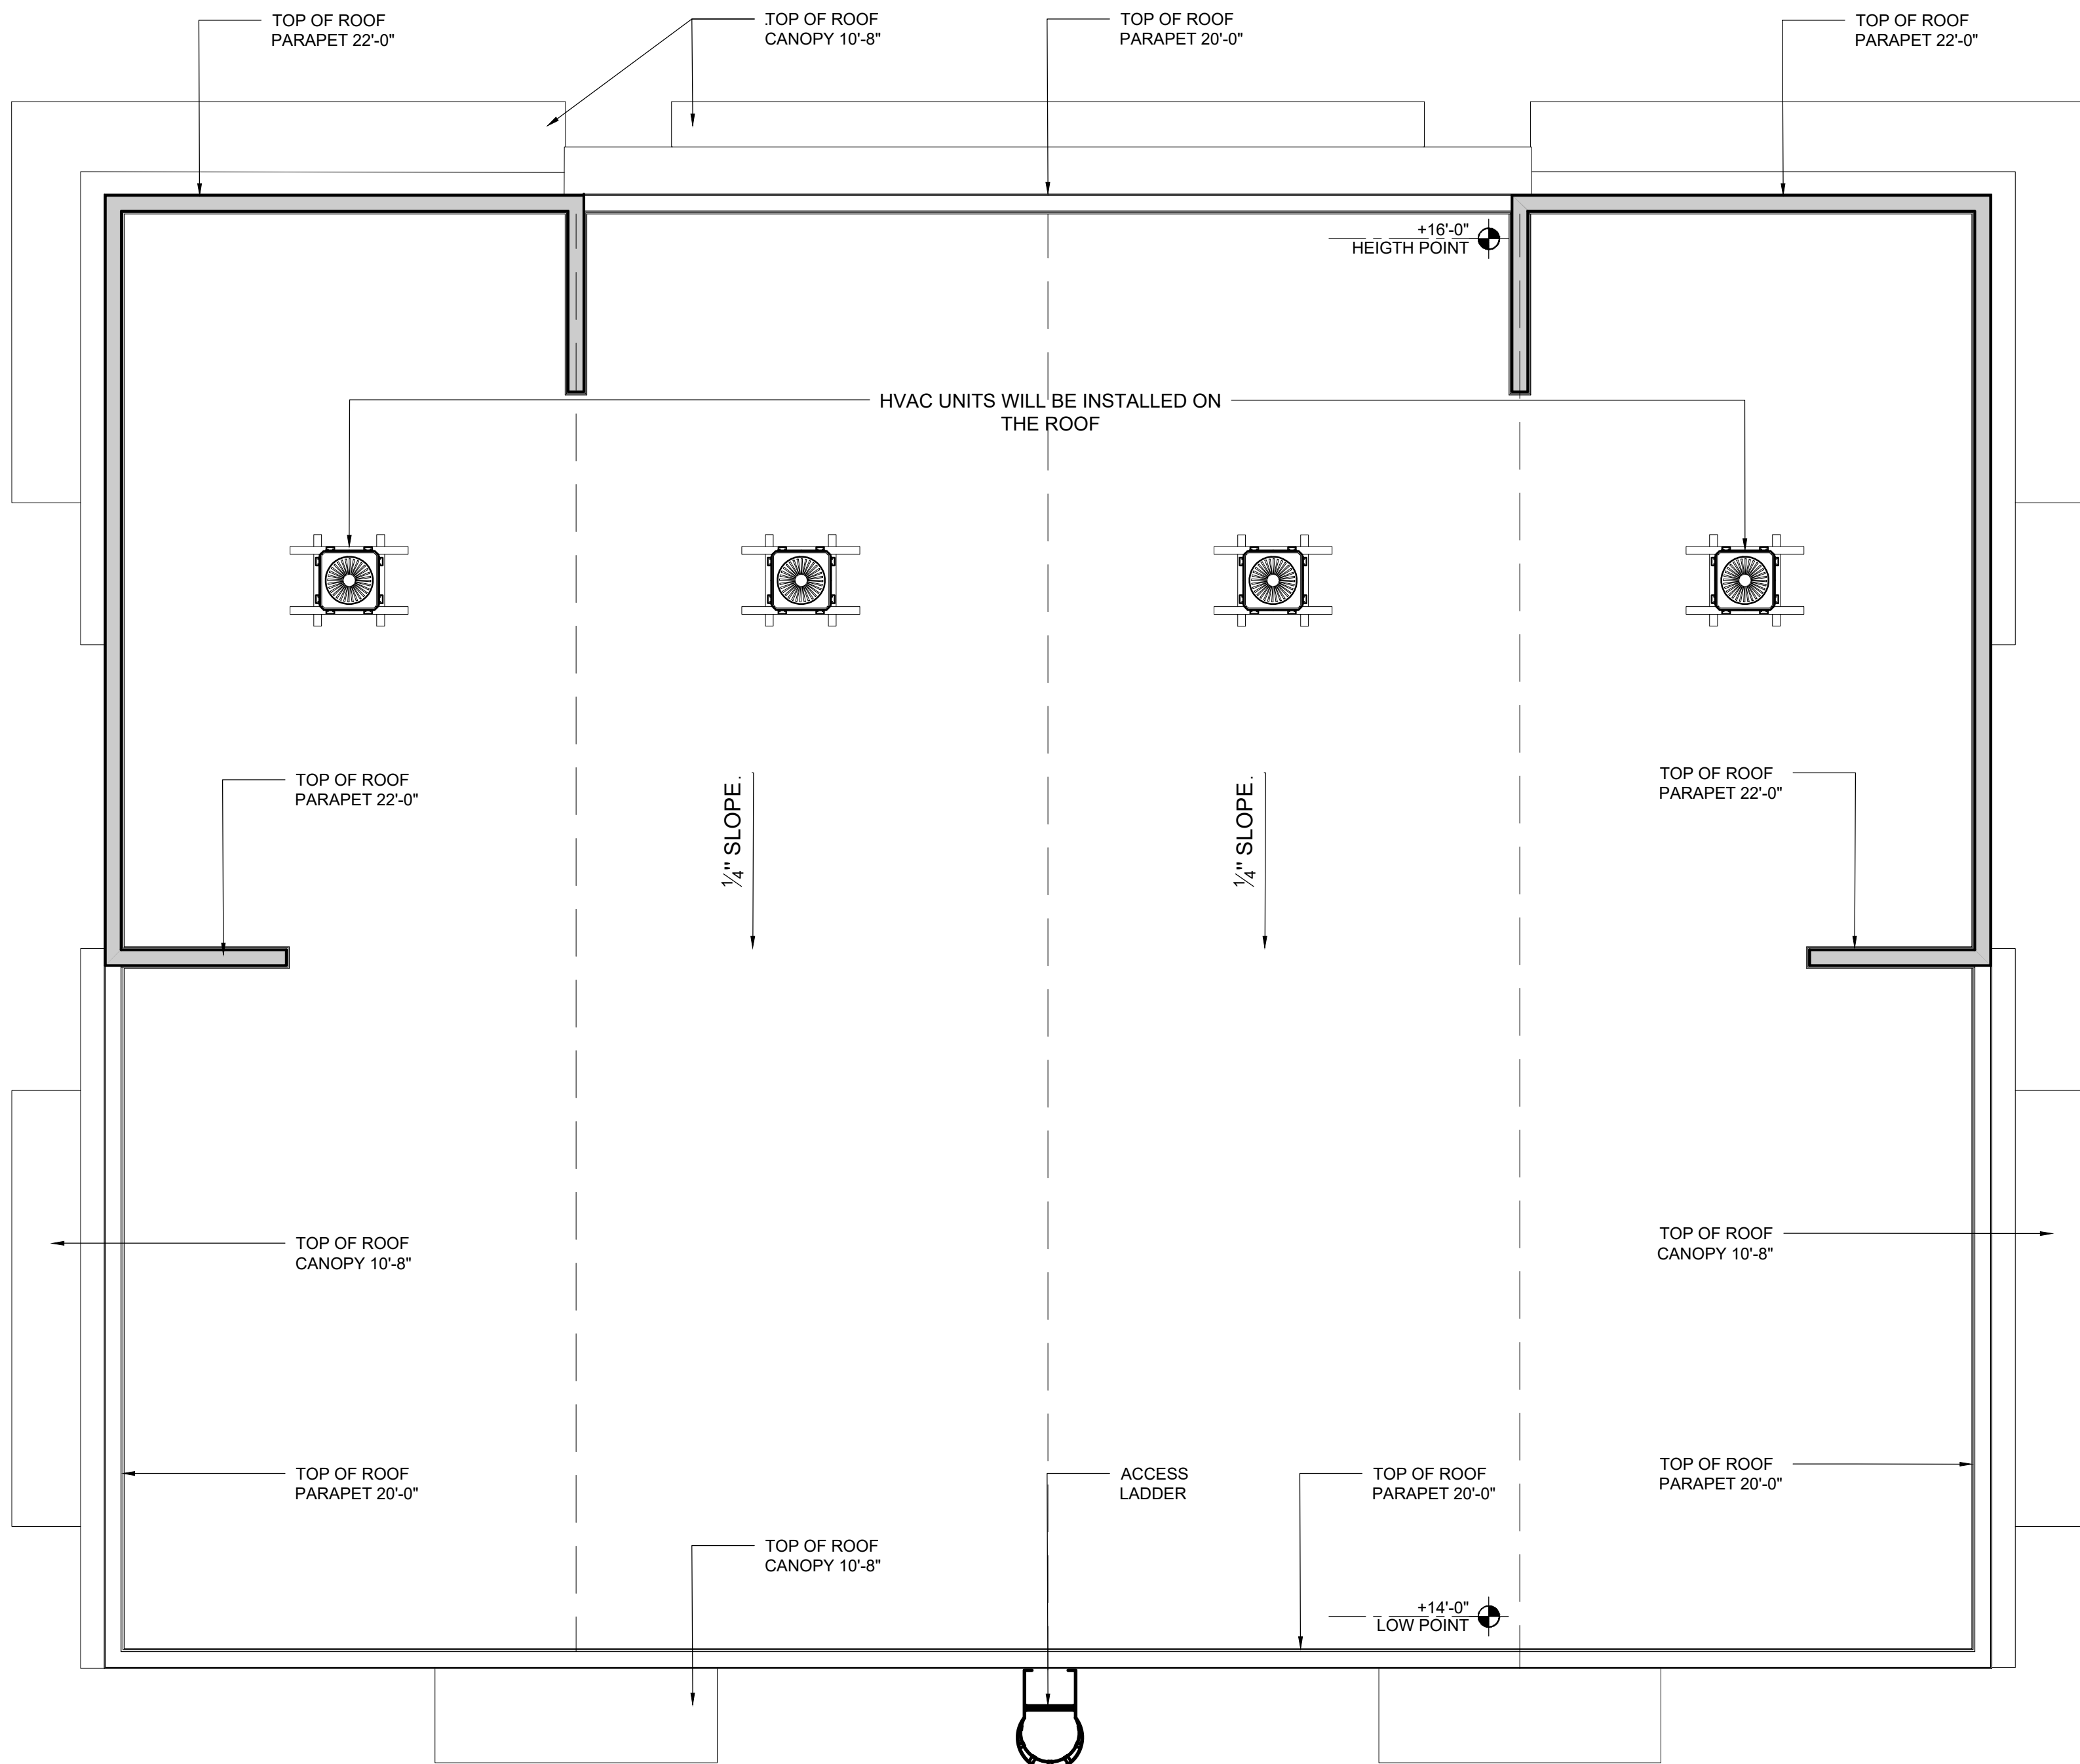 TOP OF ROOF
PARAPET 22'-0"
.TOP OF ROOF
CANOPY 10'-8"
TOP OF ROOF
PARAPET 20'-0"
TOP OF ROOF
PARAPET 22'-0"
+16'-0"
HEIGTH POINT
HVAC UNITS WILL BE INSTALLED ON
THE ROOF
TOP OF ROOF
PARAPET 22'-0"
¼" SLOPE.
¼" SLOPE.
TOP OF ROOF
PARAPET 22'-0"
TOP OF ROOF
CANOPY 10'-8"
TOP OF ROOF
CANOPY 10'-8"
TOP OF ROOF
PARAPET 20'-0"
ACCESS
LADDER
TOP OF ROOF
PARAPET 20'-0"
TOP OF ROOF
PARAPET 20'-0"
TOP OF ROOF
CANOPY 10'-8"
+14'-0"
LOW POINT